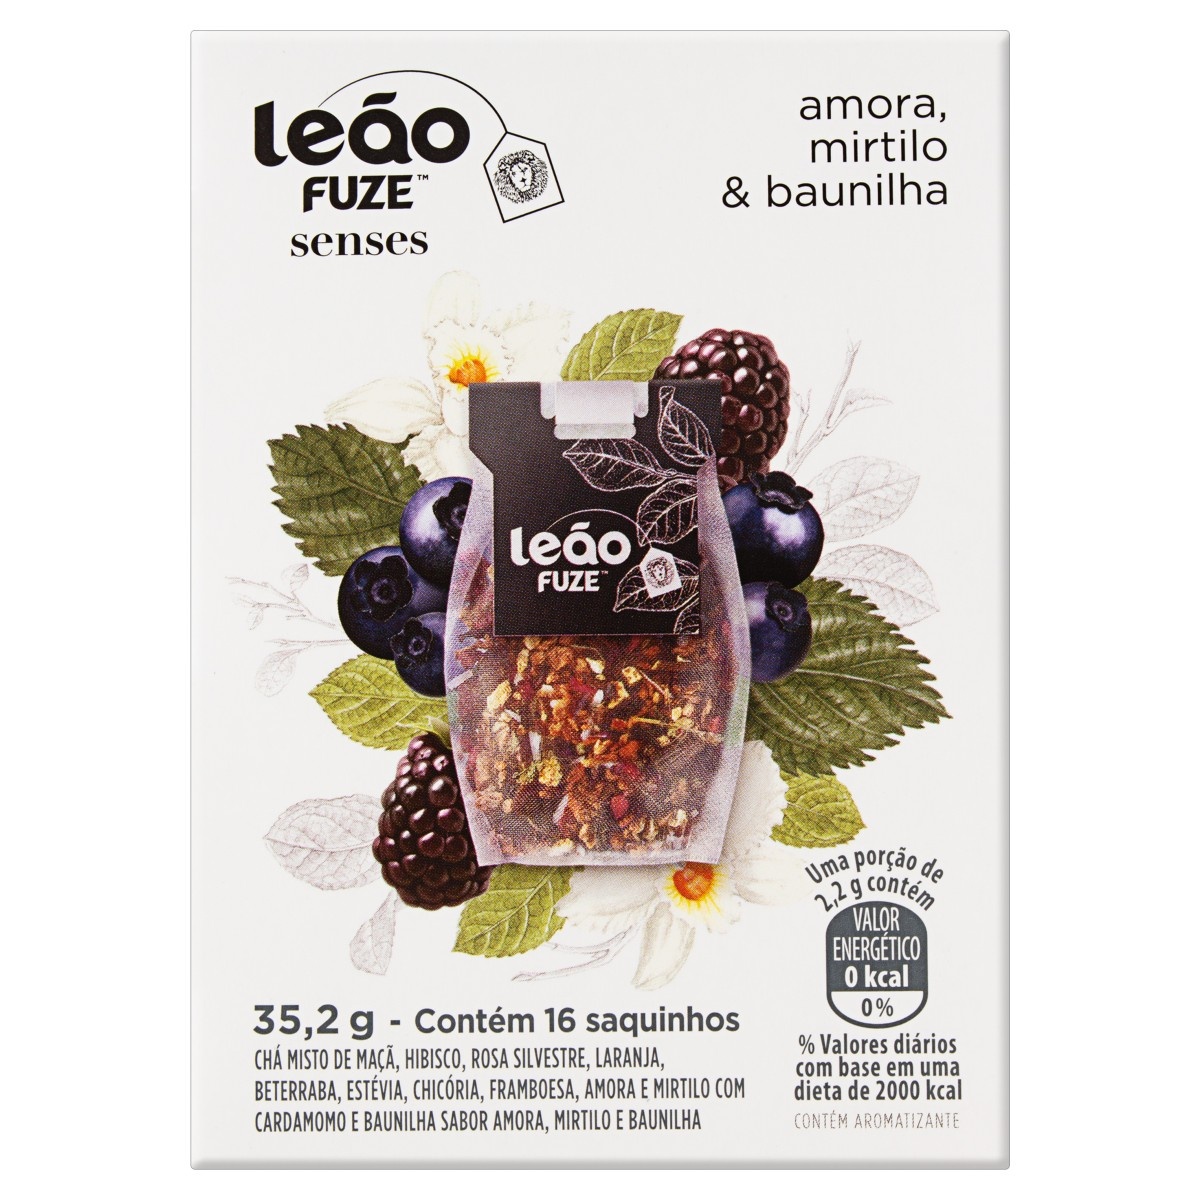 leão
FUZE™
senses
amora,
mirtilo
& baunilha
leão
FUZE™
Uma porção de
2,2 g contém
VALOR
ENERGÉTICO
0 kcal
0%
% Valores diários
com base em uma
dieta de 2000 kcal
CONTÉM AROMATIZANTE
35,2 g - Contém 16 saquinhos
CHÁ MISTO DE MAÇÃ, HIBISCO, ROSA SILVESTRE, LARANJA,
BETERRABA, ESTÉVIA, CHICÓRIA, FRAMBOESA, AMORA E MIRTILO COM
CARDAMOMO E BAUNILHA SABOR AMORA, MIRTILO E BAUNILHA